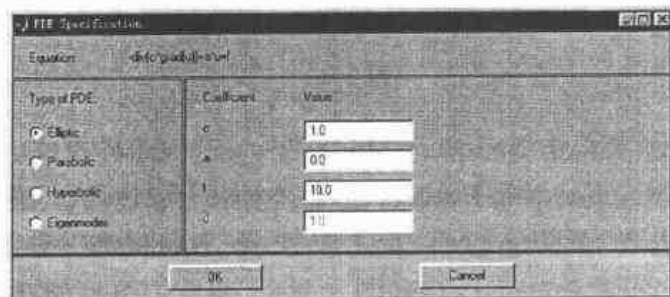 PDE Specification
Equation: -div(c*grad(u))+a*u=f
Type of PDE: Coefficient Value
Elliptic c 1.0
Parabolic a 0.0
Hyperbolic f 10.0
Eigenmodes d 1.0
OK Cancel